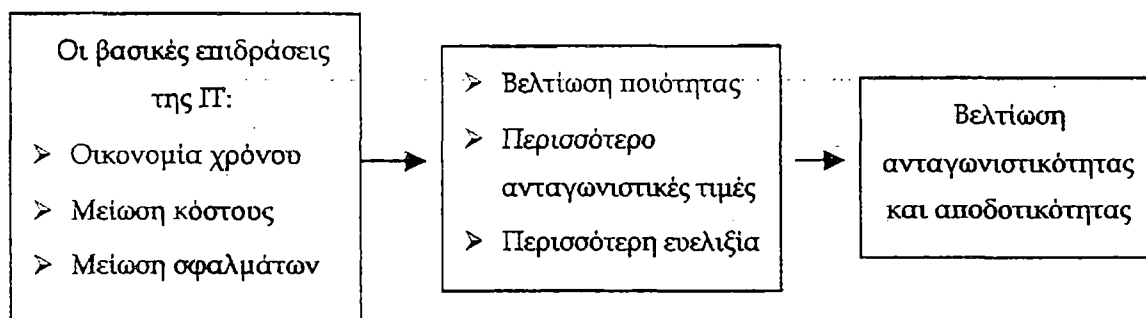 Οι βασικές επιδράσεις
της IT:
➢ Οικονομία χρόνου
➢ Μείωση κόστους
➢ Μείωση σφαλμάτων
➢ Βελτίωση ποιότητας
➢ Περισσότερο
ανταγωνιστικές τιμές
➢ Περισσότερη ευελιξία
Βελτίωση
ανταγωνιστικότητας
και αποδοτικότητας